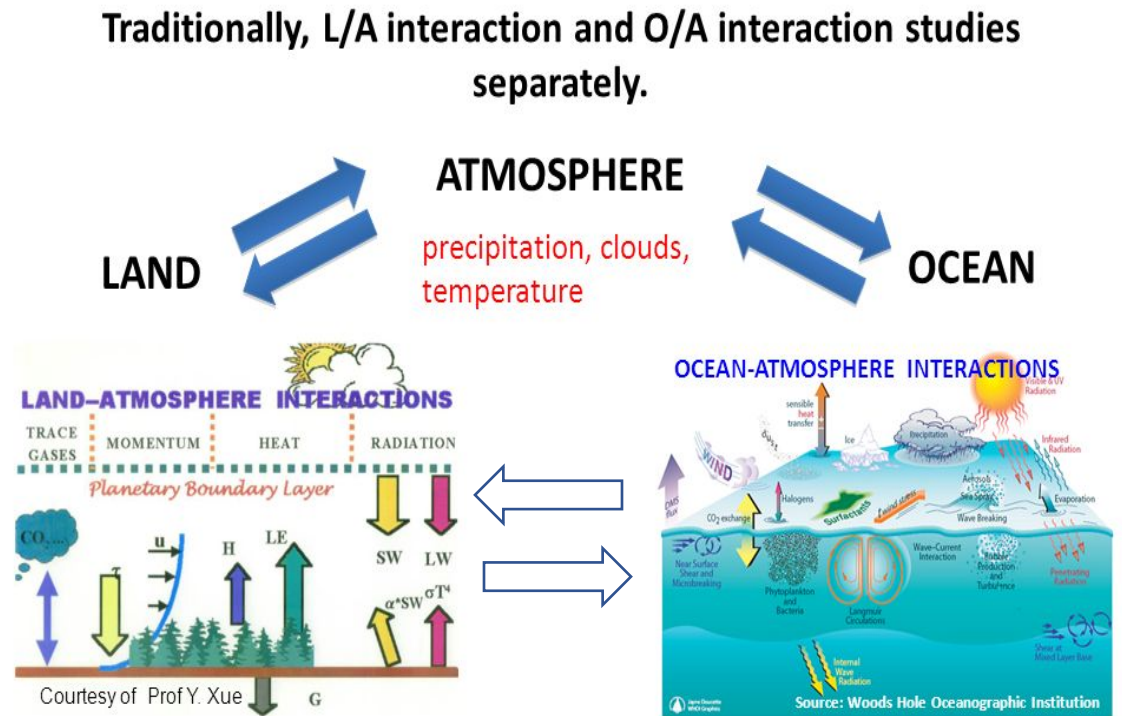 Traditionally, L/A interaction and O/A interaction studies
separately.
ATMOSPHERE
precipitation, clouds,
temperature
LAND
OCEAN
LAND–ATMOSPHERE INTERACTIONS
TRACE
GASES
MOMENTUM
HEAT
RADIATION
Planetary Boundary Layer
CO₂
u
H
LE
SW
LW
τ
α*SW
σT⁴
G
Courtesy of Prof Y. Xue
OCEAN-ATMOSPHERE INTERACTIONS
Visible & UV
Radiation
sensible
heat
transfer
dust
Ice
Precipitation
Infrared
Radiation
WIND
DMS
flux
Halogens
CO₂ exchange
Surfactants
wind stress
Aerosols
Sea Spray
Wave Breaking
Evaporation
Near Surface
Shear and
Microbreaking
Phytoplankton
and
Bacteria
Langmuir
Circulations
Wave–Current
Interaction
Bubble
Production
and
Turbulence
Penetrating
Radiation
Shear at
Mixed Layer Base
Internal
Wave
Radiation
Jayne Doucette
WHOI Graphics
Source: Woods Hole Oceanographic Institution